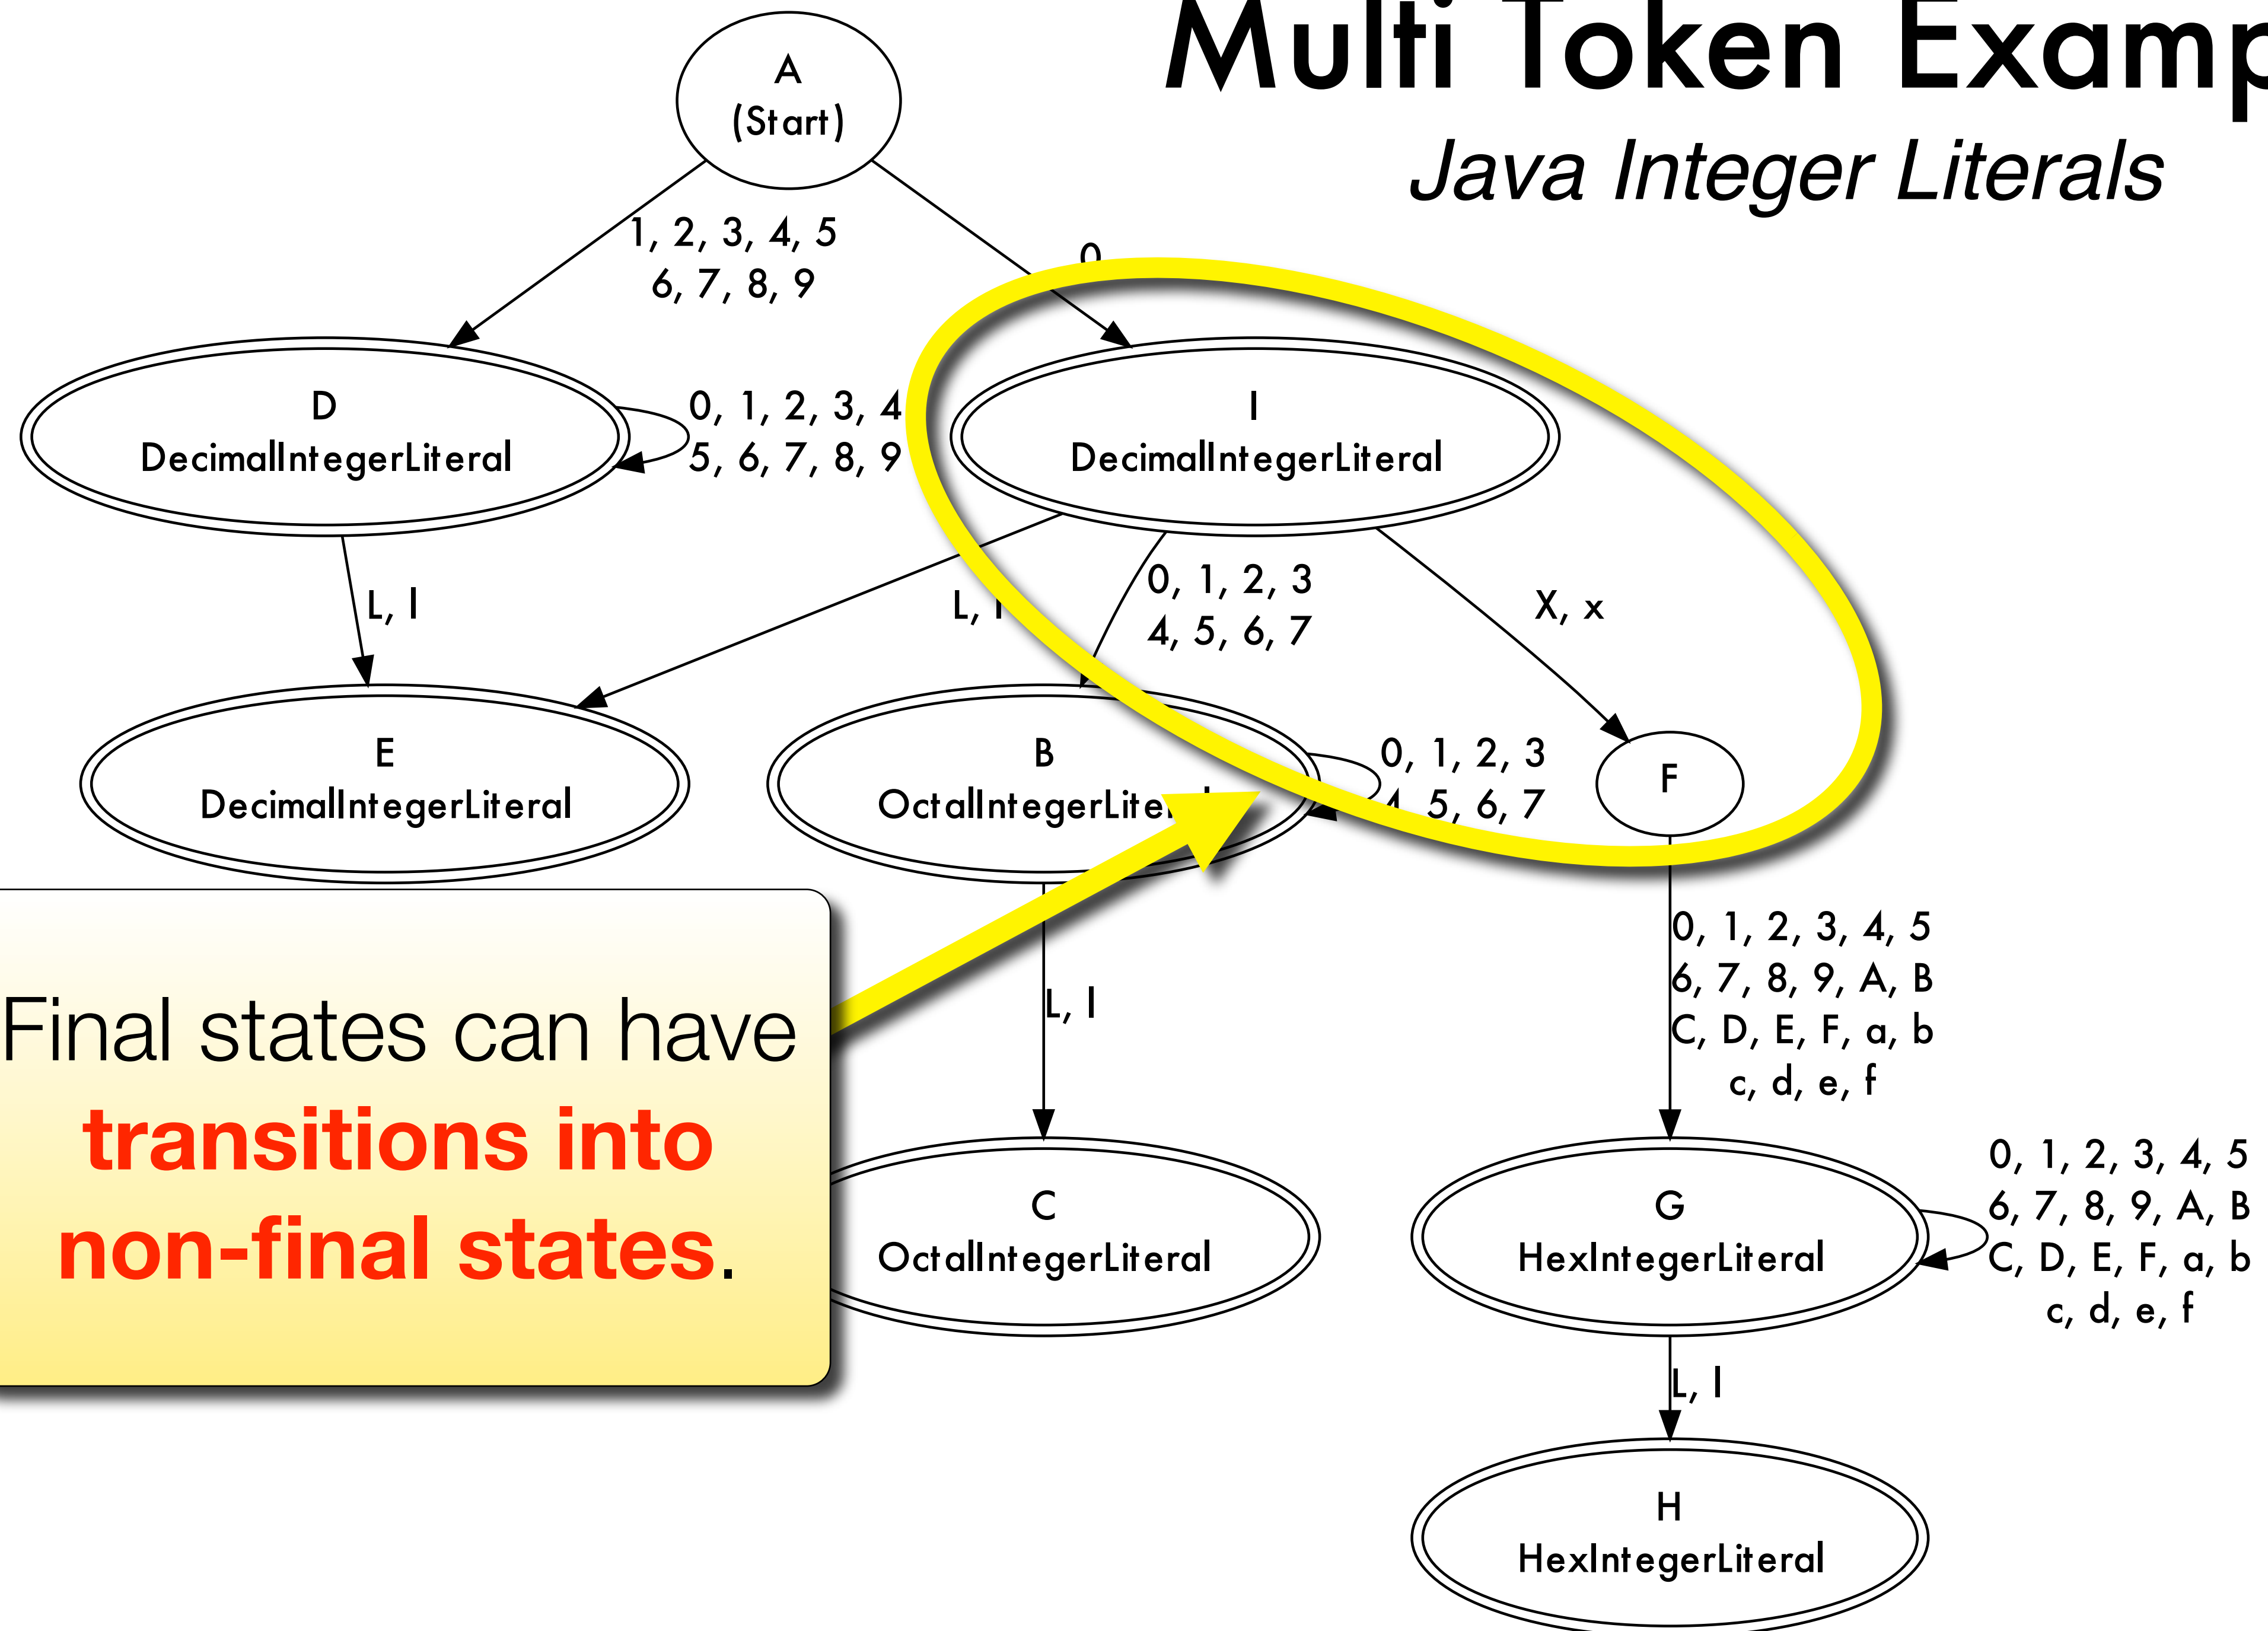 Multi Token Examp
Java Integer Literals
A
(Start)
1, 2, 3, 4, 5
6, 7, 8, 9
0
D
DecimalIntegerLiteral
0, 1, 2, 3, 4
5, 6, 7, 8, 9
I
DecimalIntegerLiteral
L, l
L, l
0, 1, 2, 3
4, 5, 6, 7
X, x
E
DecimalIntegerLiteral
B
OctalIntegerLiteral
0, 1, 2, 3
4, 5, 6, 7
F
Final states can have
transitions into
non-final states.
L, l
0, 1, 2, 3, 4, 5
6, 7, 8, 9, A, B
C, D, E, F, a, b
c, d, e, f
C
OctalIntegerLiteral
G
HexIntegerLiteral
0, 1, 2, 3, 4, 5
6, 7, 8, 9, A, B
C, D, E, F, a, b
c, d, e, f
L, l
H
HexIntegerLiteral